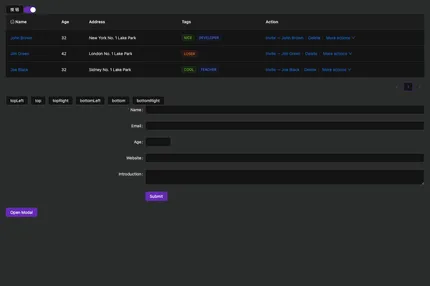 Name Age Address Tags Action
John Brown 32 New York No. 1 Lake Park NICE DEVELOPER Invite — John Brown Delete More actions
Jim Green 42 London No. 1 Lake Park LOSER Invite — Jim Green Delete More actions
Joe Black 32 Sidney No. 1 Lake Park COOL TEACHER Invite — Joe Black Delete More actions
1
topLeft top topRight bottomLeft bottom bottomRight
Name:
Email:
Age:
Website:
Introduction:
Submit
Open Modal